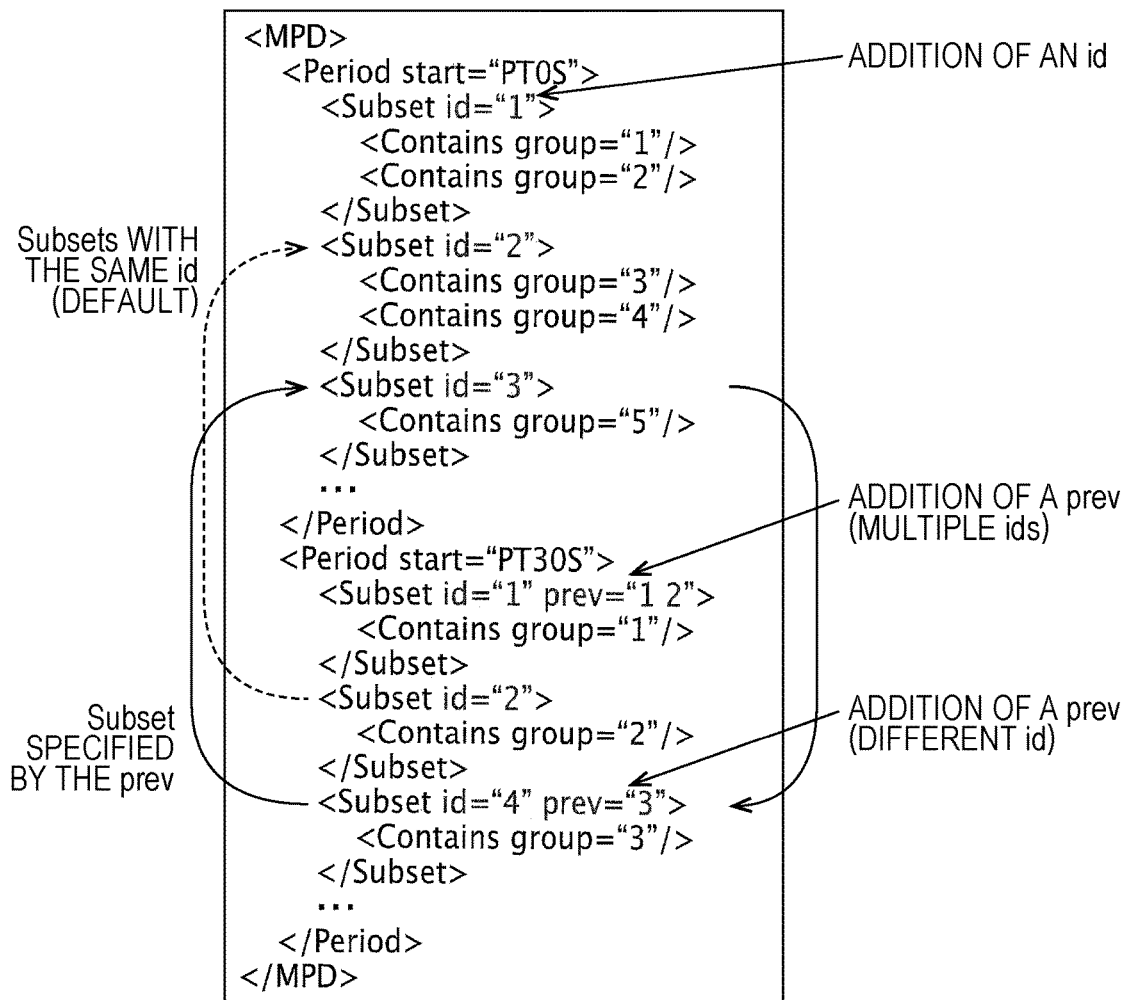 <MPD>
<Period start=“PT0S”>
ADDITION OF AN id
<Subset id=“1”>
<Contains group=“1”/>
<Contains group=“2”/>
</Subset>
Subsets WITH
THE SAME id
(DEFAULT)
<Subset id=“2”>
<Contains group=“3”/>
<Contains group=“4”/>
</Subset>
<Subset id=“3”>
<Contains group=“5”/>
</Subset>
...
</Period>
ADDITION OF A prev
(MULTIPLE ids)
<Period start=“PT30S”>
<Subset id=“1” prev=“1 2”>
<Contains group=“1”/>
</Subset>
<Subset id=“2”>
<Contains group=“2”/>
</Subset>
Subset
SPECIFIED
BY THE prev
ADDITION OF A prev
(DIFFERENT id)
<Subset id=“4” prev=“3”>
<Contains group=“3”/>
</Subset>
...
</Period>
</MPD>